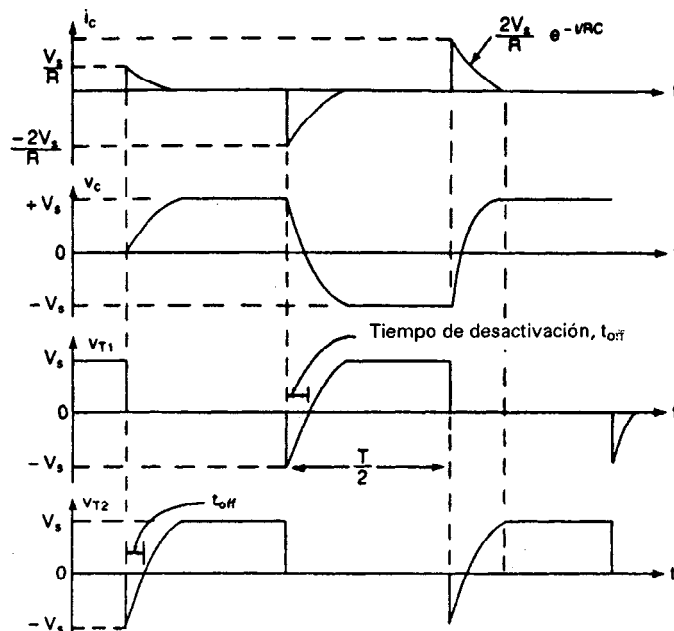 i_c
2V_s/R e^-t/RC
V_s/R
t
-2V_s/R
v_c
+V_s
0
t
-V_s
v_T1
Tiempo de desactivación, t_off
V_s
0
t
-V_s
T/2
v_T2
t_off
V_s
0
t
-V_s